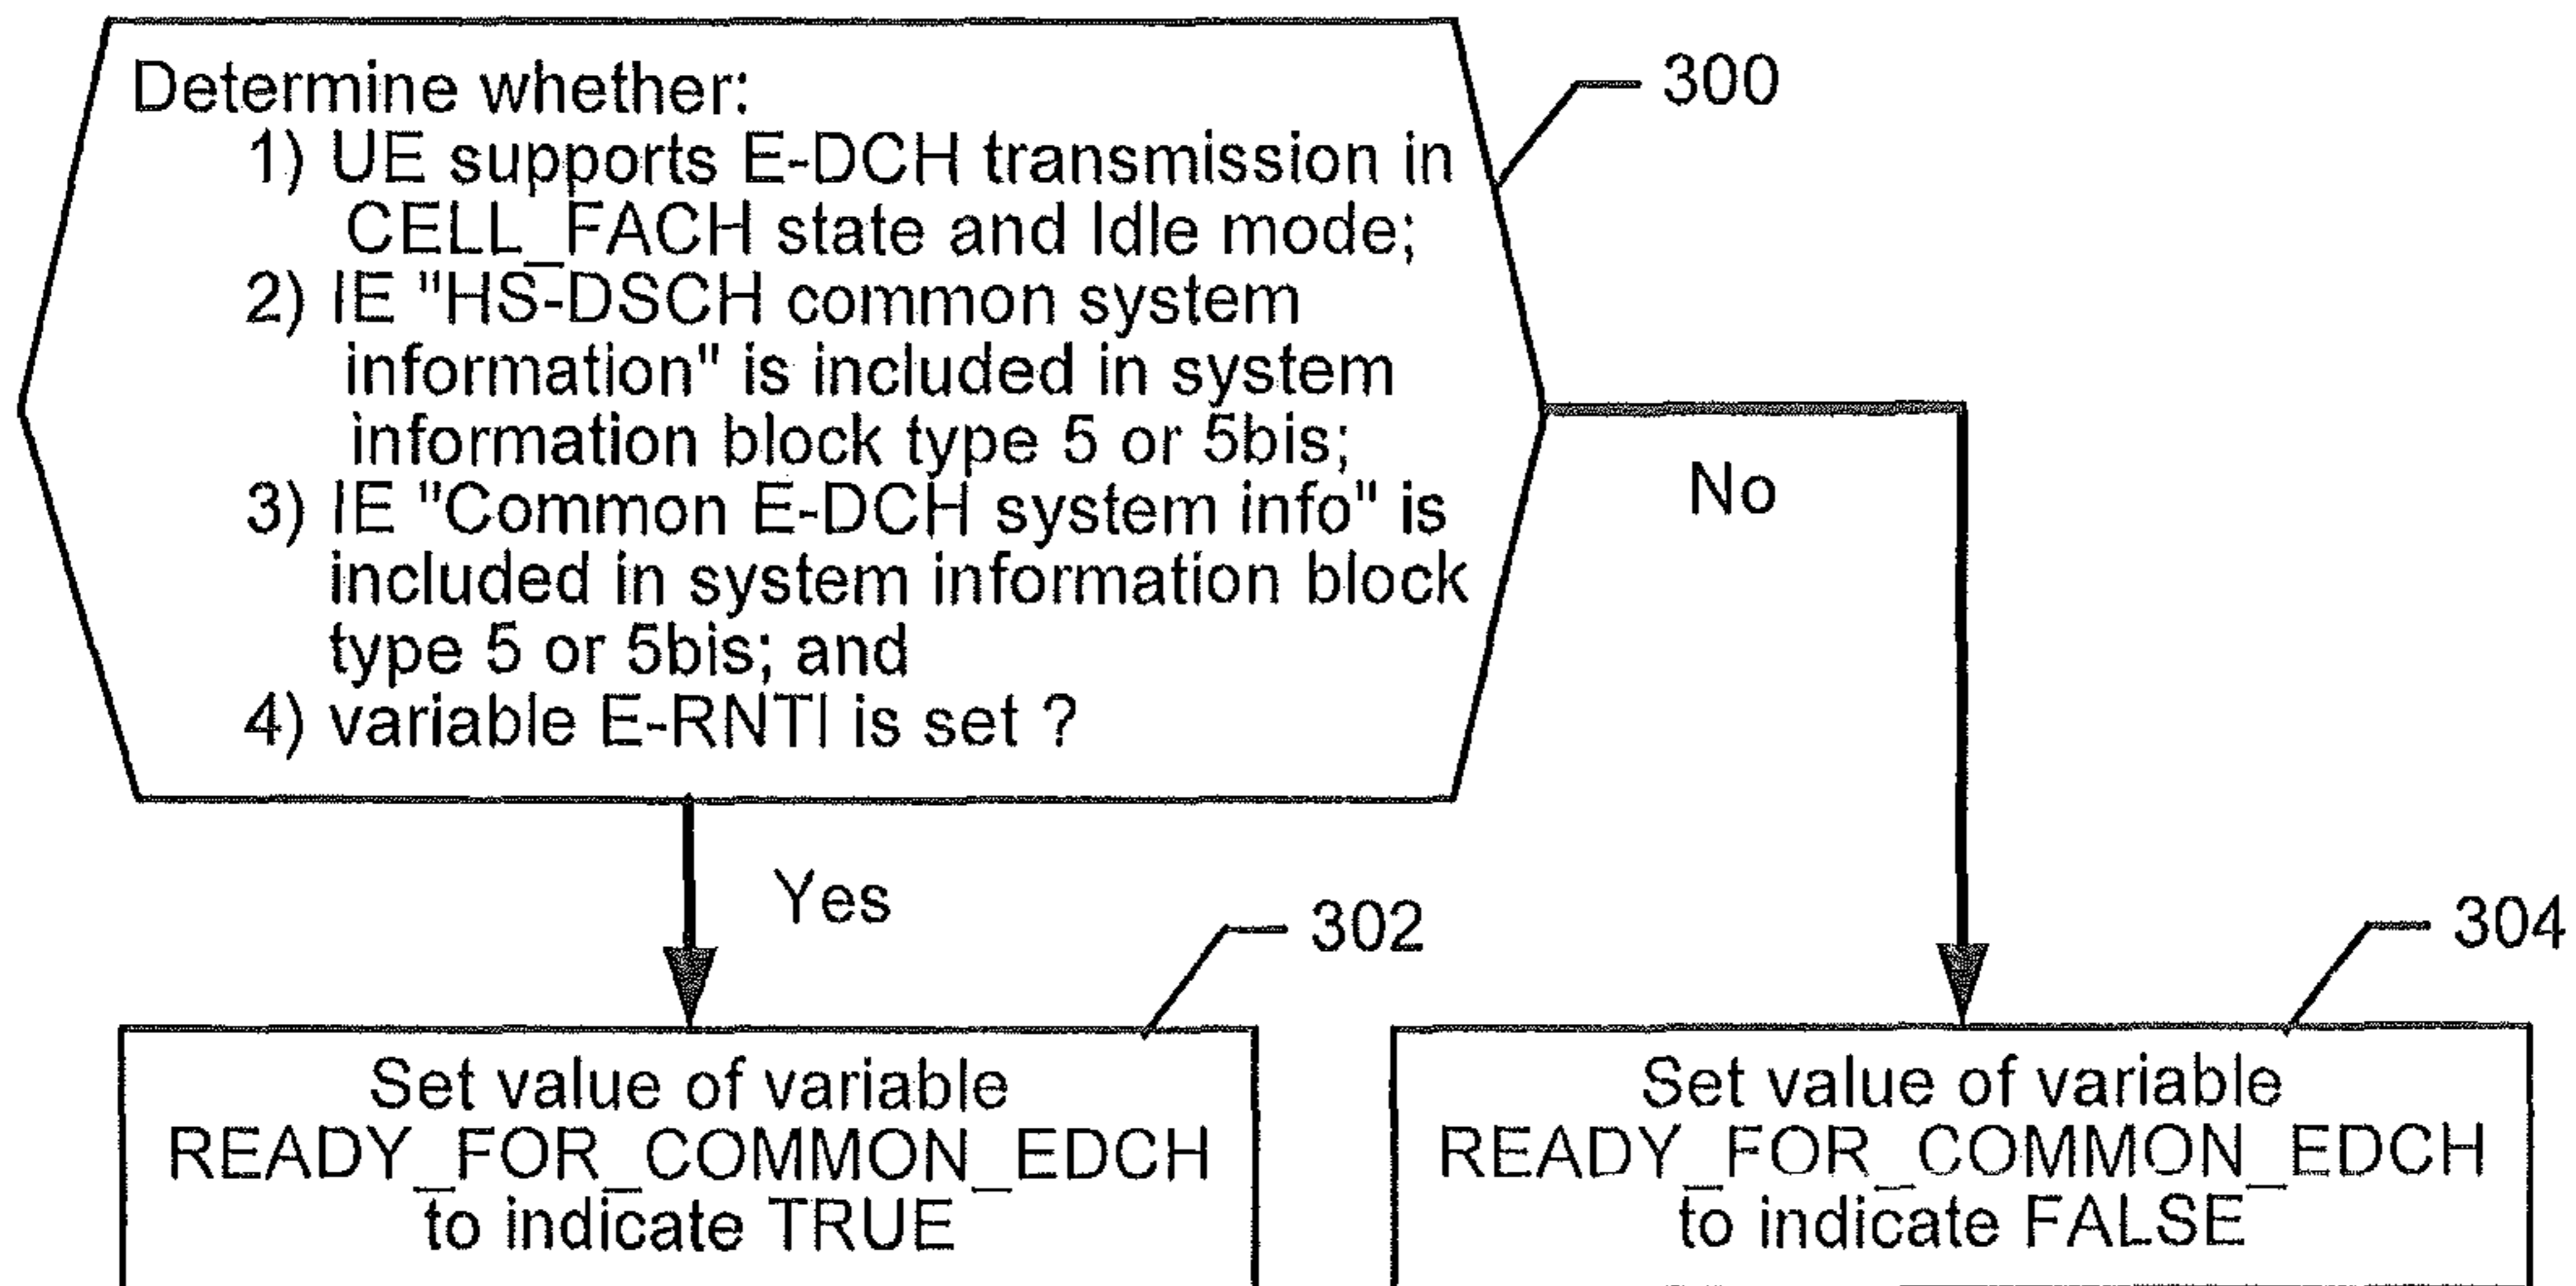 Determine whether:
300
1) UE supports E-DCH transmission in
CELL_FACH state and Idle mode;
2) IE "HS-DSCH common system
information" is included in system
information block type 5 or 5bis;
3) IE "Common E-DCH system info" is
included in system information block
type 5 or 5bis; and
4) variable E-RNTI is set ?
No
Yes
302
304
Set value of variable
READY_FOR_COMMON_EDCH
to indicate TRUE
Set value of variable
READY_FOR_COMMON_EDCH
to indicate FALSE